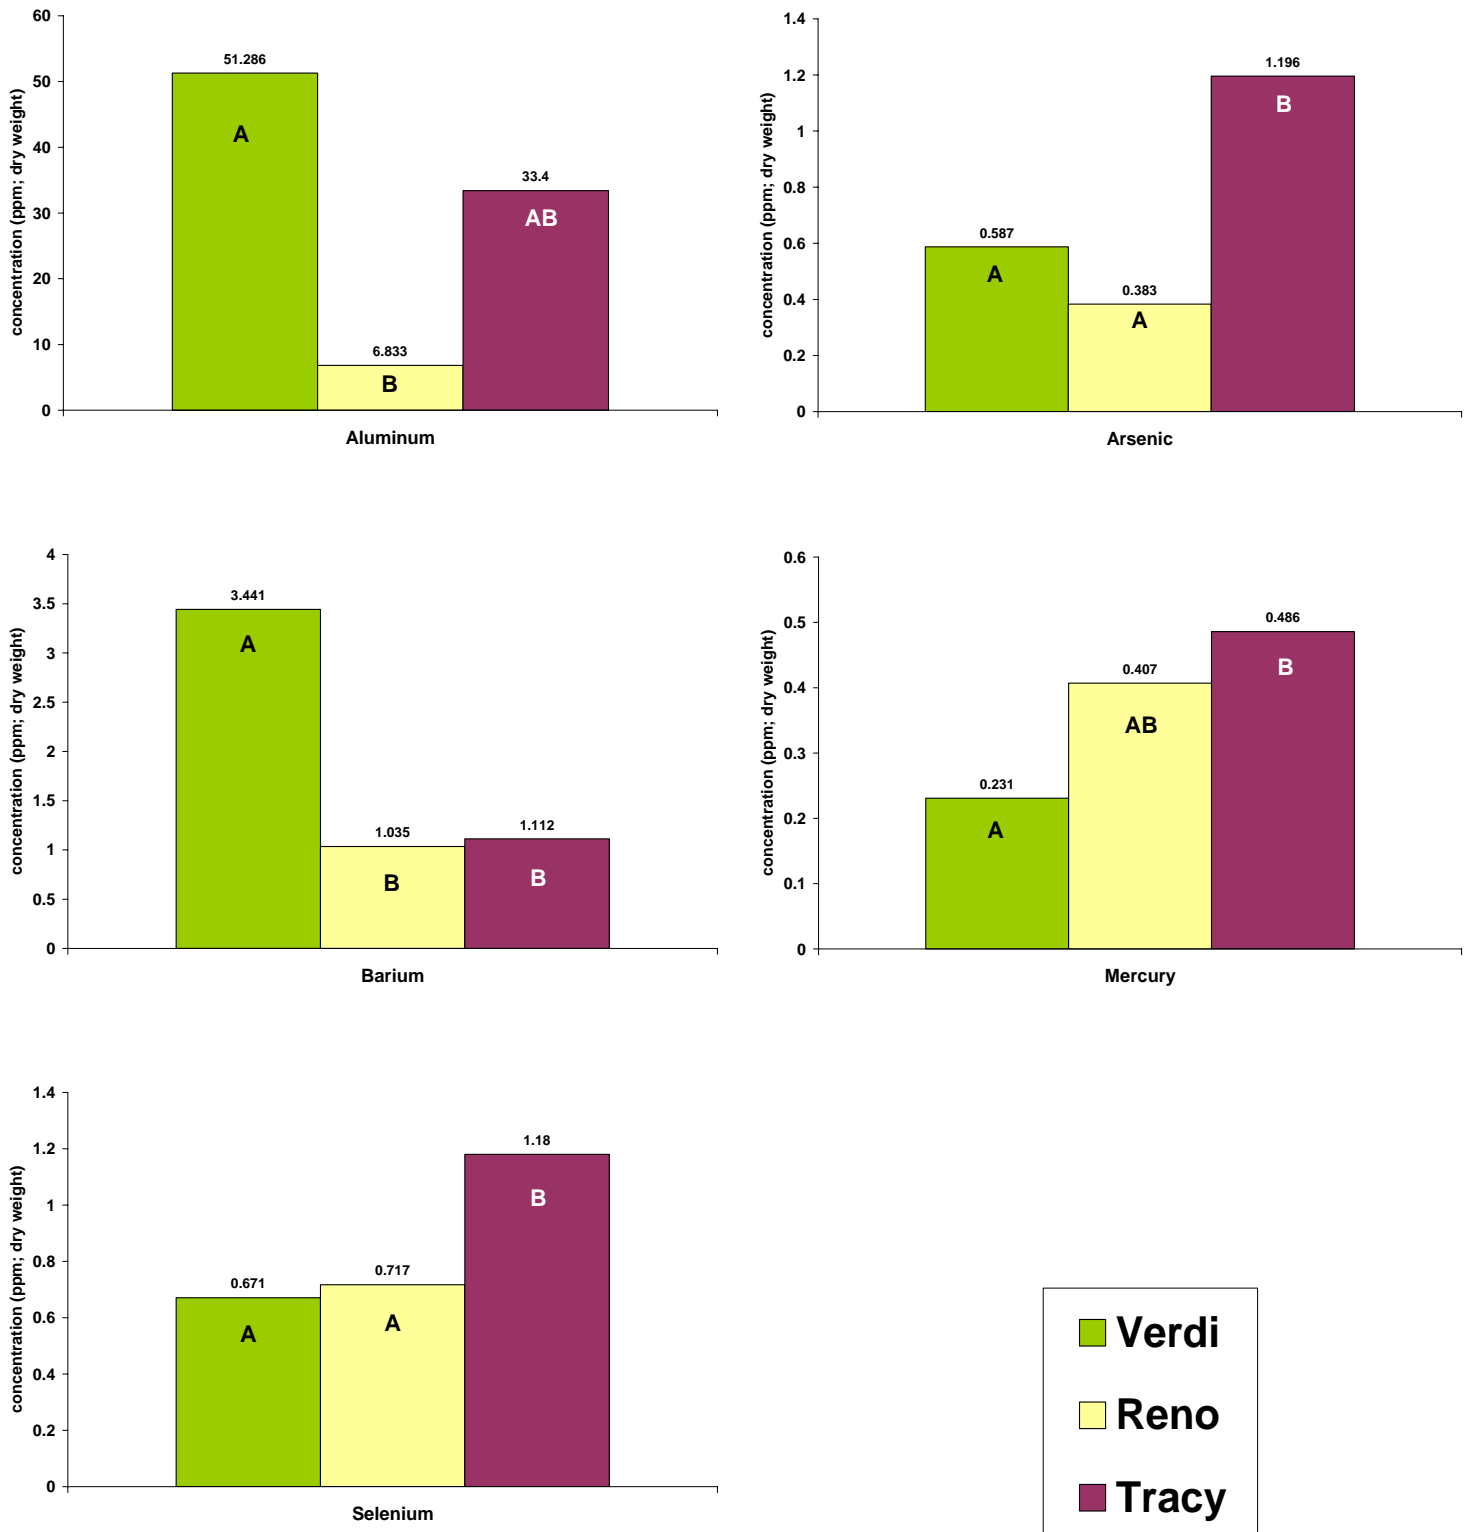 concentration (ppm; dry weight)
60
50
40
30
20
10
0
51.286
A
6.833
B
33.4
AB
Aluminum
concentration (ppm; dry weight)
1.4
1.2
1
0.8
0.6
0.4
0.2
0
0.587
A
0.383
A
1.196
B
Arsenic
concentration (ppm; dry weight)
4
3.5
3
2.5
2
1.5
1
0.5
0
3.441
A
1.035
B
1.112
B
Barium
concentration (ppm; dry weight)
0.6
0.5
0.4
0.3
0.2
0.1
0
0.231
A
0.407
AB
0.486
B
Mercury
concentration (ppm; dry weight)
1.4
1.2
1
0.8
0.6
0.4
0.2
0
0.671
A
0.717
A
1.18
B
Selenium
Verdi
Reno
Tracy